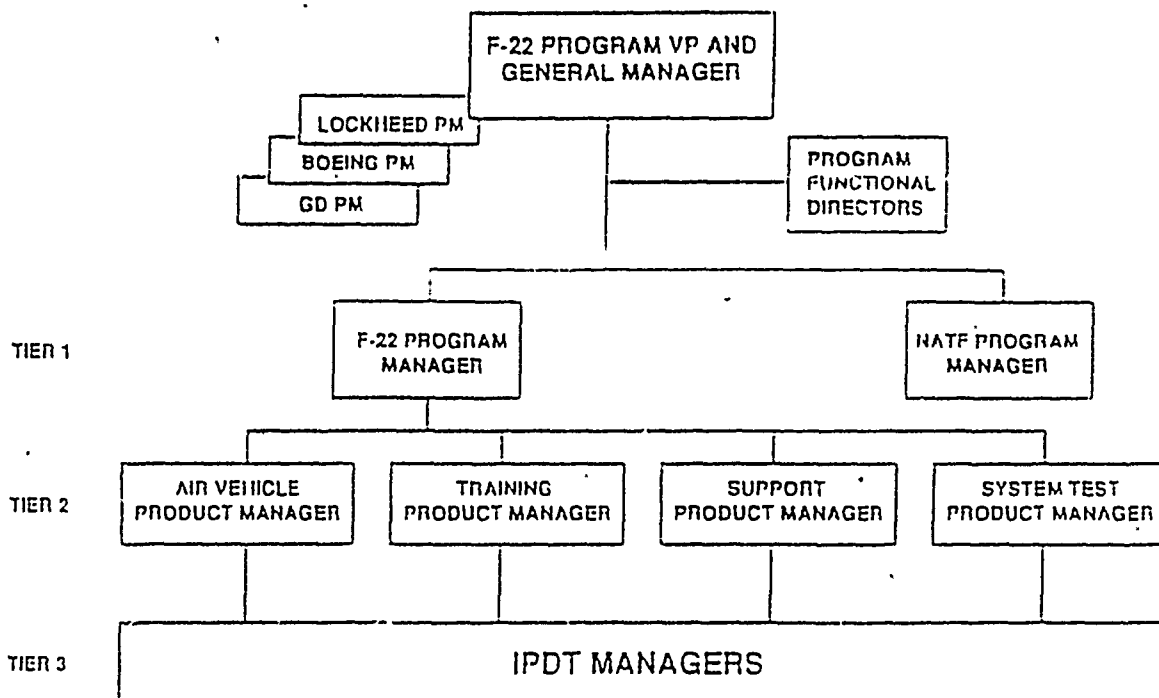 F-22 PROGRAM VP AND
GENERAL MANAGER
LOCKHEED PM
BOEING PM
GD PM
PROGRAM
FUNCTIONAL
DIRECTORS
TIER 1
F-22 PROGRAM
MANAGER
NATF PROGRAM
MANAGER
TIER 2
AIR VEHICLE
PRODUCT MANAGER
TRAINING
PRODUCT MANAGER
SUPPORT
PRODUCT MANAGER
SYSTEM TEST
PRODUCT MANAGER
TIER 3
IPDT MANAGERS